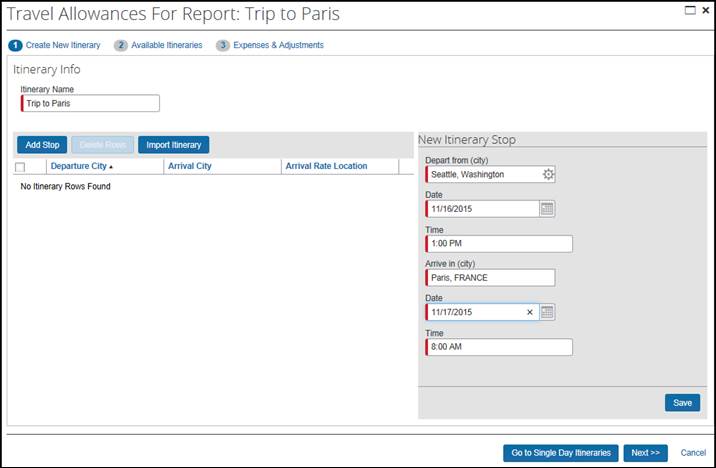 Travel Allowances For Report: Trip to Paris
1 Create New Itinerary 2 Available Itineraries 3 Expenses & Adjustments
Itinerary Info
Itinerary Name
Trip to Paris
Add Stop Delete Rows Import Itinerary
Departure City Arrival City Arrival Rate Location
No Itinerary Rows Found
New Itinerary Stop
Depart from (city)
Seattle, Washington
Date
11/16/2015
Time
1:00 PM
Arrive in (city)
Paris, FRANCE
Date
11/17/2015
Time
8:00 AM
Save
Go to Single Day Itineraries Next >> Cancel